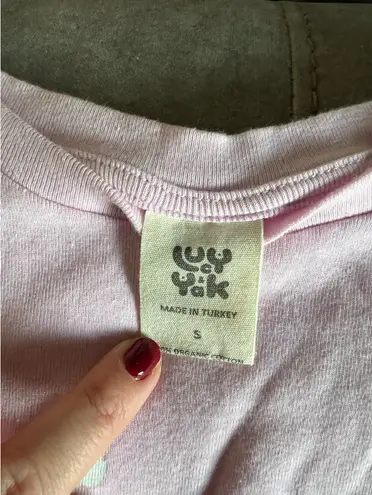 LUCY
& YAK
MADE IN TURKEY
S
ORGANIC COTTON